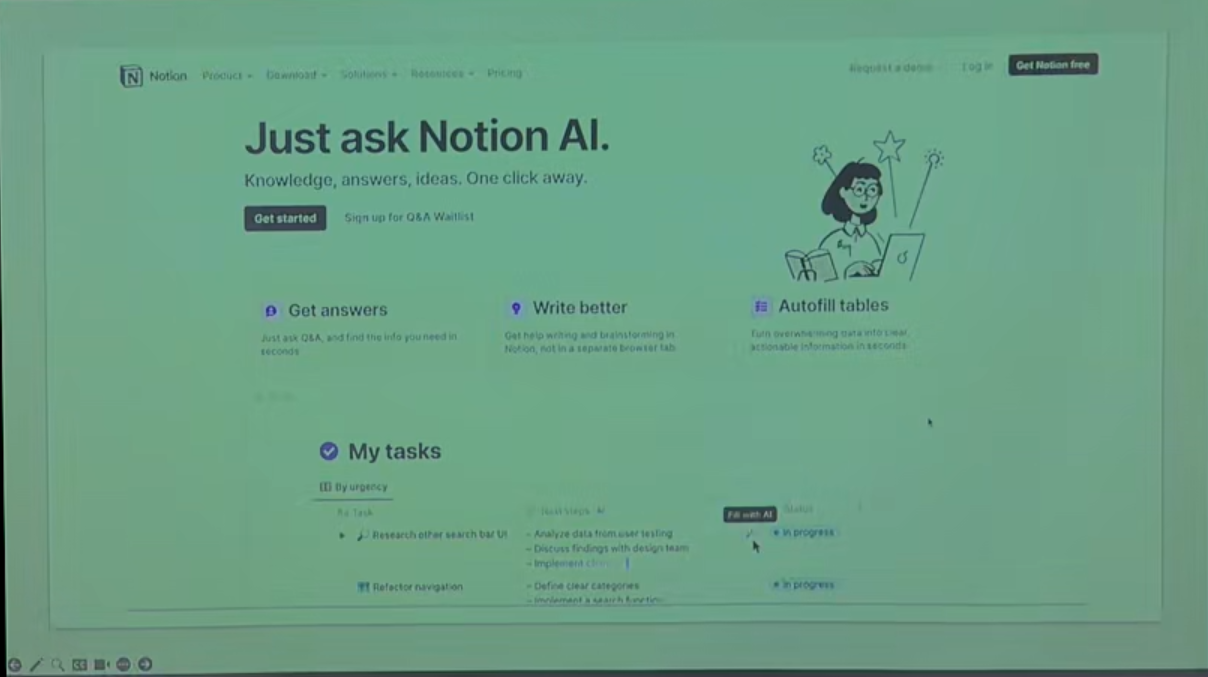 Notion Product Download Solutions Resources Pricing Request a demo Log in Get Notion free
Just ask Notion AI.
Knowledge, answers, ideas. One click away.
Get started Sign up for Q&A Waitlist
Get answers
Just ask Q&A, and find the info you need in
seconds
Write better
Get help writing and brainstorming in
Notion, not in a separate browser tab
Autofill tables
Turn overwhelming data into clear,
actionable information in seconds
My tasks
By urgency
Task Next steps Status
Fill with AI
Research other search bar UI - Analyze data from user testing In progress
- Discuss findings with design team
- Implement
Refactor navigation - Define clear categories In progress
- Implement a search function